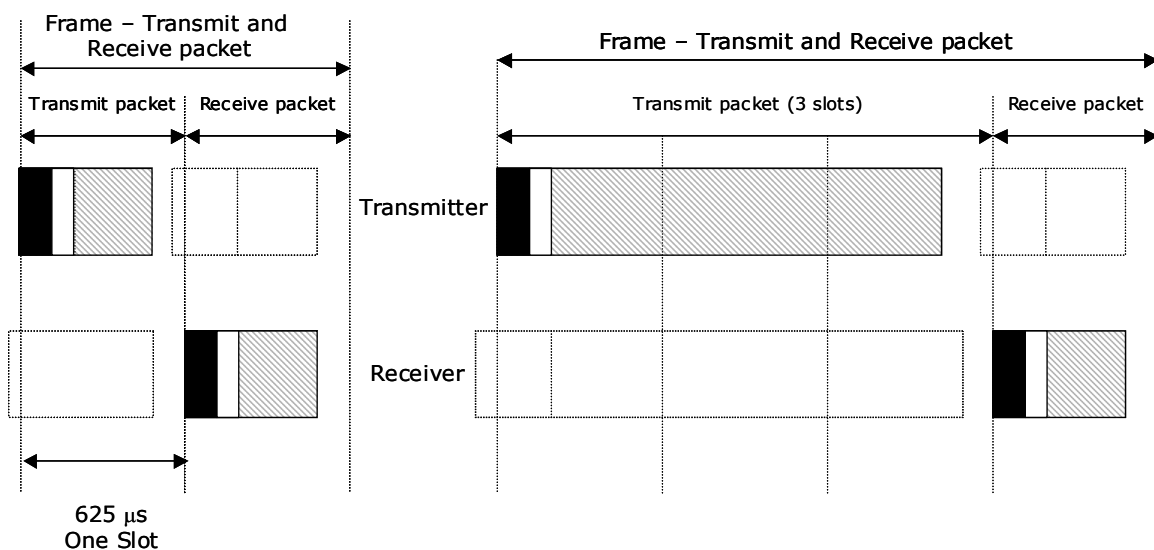 Frame – Transmit and
Receive packet
Transmit packet
Receive packet
Frame – Transmit and Receive packet
Transmit packet (3 slots)
Receive packet
Transmitter
Receiver
625 μs
One Slot